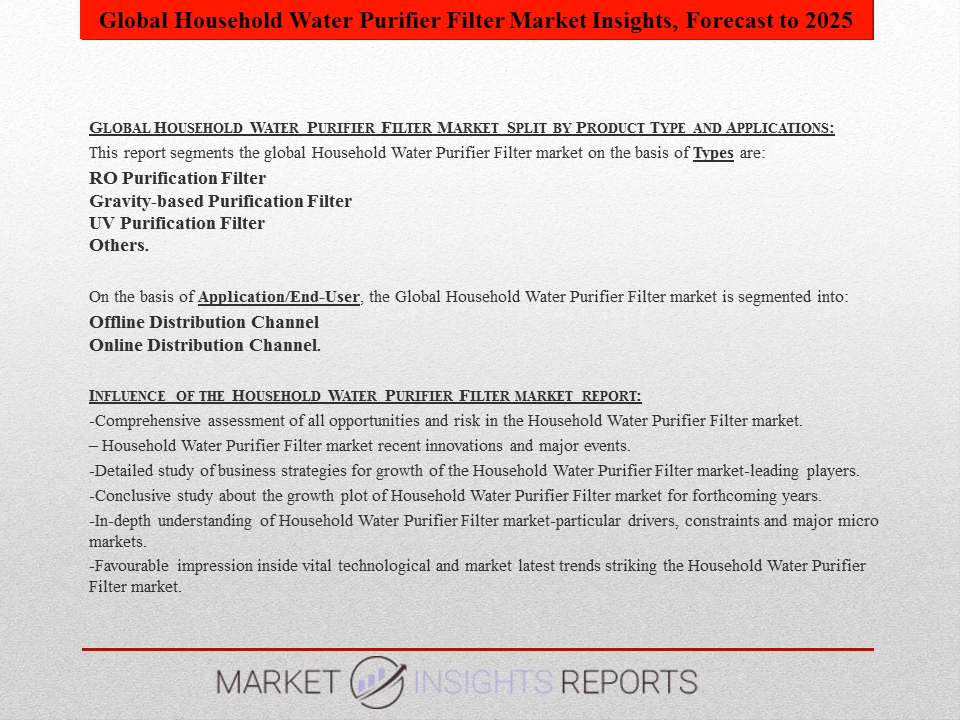 Global Household Water Purifier Filter Market Insights, Forecast to 2025
GLOBAL HOUSEHOLD WATER PURIFIER FILTER MARKET SPLIT BY PRODUCT TYPE AND APPLICATIONS:
This report segments the global Household Water Purifier Filter market on the basis of Types are:
RO Purification Filter
Gravity-based Purification Filter
UV Purification Filter
Others.
On the basis of Application/End-User, the Global Household Water Purifier Filter market is segmented into:
Offline Distribution Channel
Online Distribution Channel.
INFLUENCE OF THE HOUSEHOLD WATER PURIFIER FILTER MARKET REPORT:
-Comprehensive assessment of all opportunities and risk in the Household Water Purifier Filter market.
– Household Water Purifier Filter market recent innovations and major events.
-Detailed study of business strategies for growth of the Household Water Purifier Filter market-leading players.
-Conclusive study about the growth plot of Household Water Purifier Filter market for forthcoming years.
-In-depth understanding of Household Water Purifier Filter market-particular drivers, constraints and major micro
markets.
-Favourable impression inside vital technological and market latest trends striking the Household Water Purifier
Filter market.
MARKET INSIGHTS REPORTS